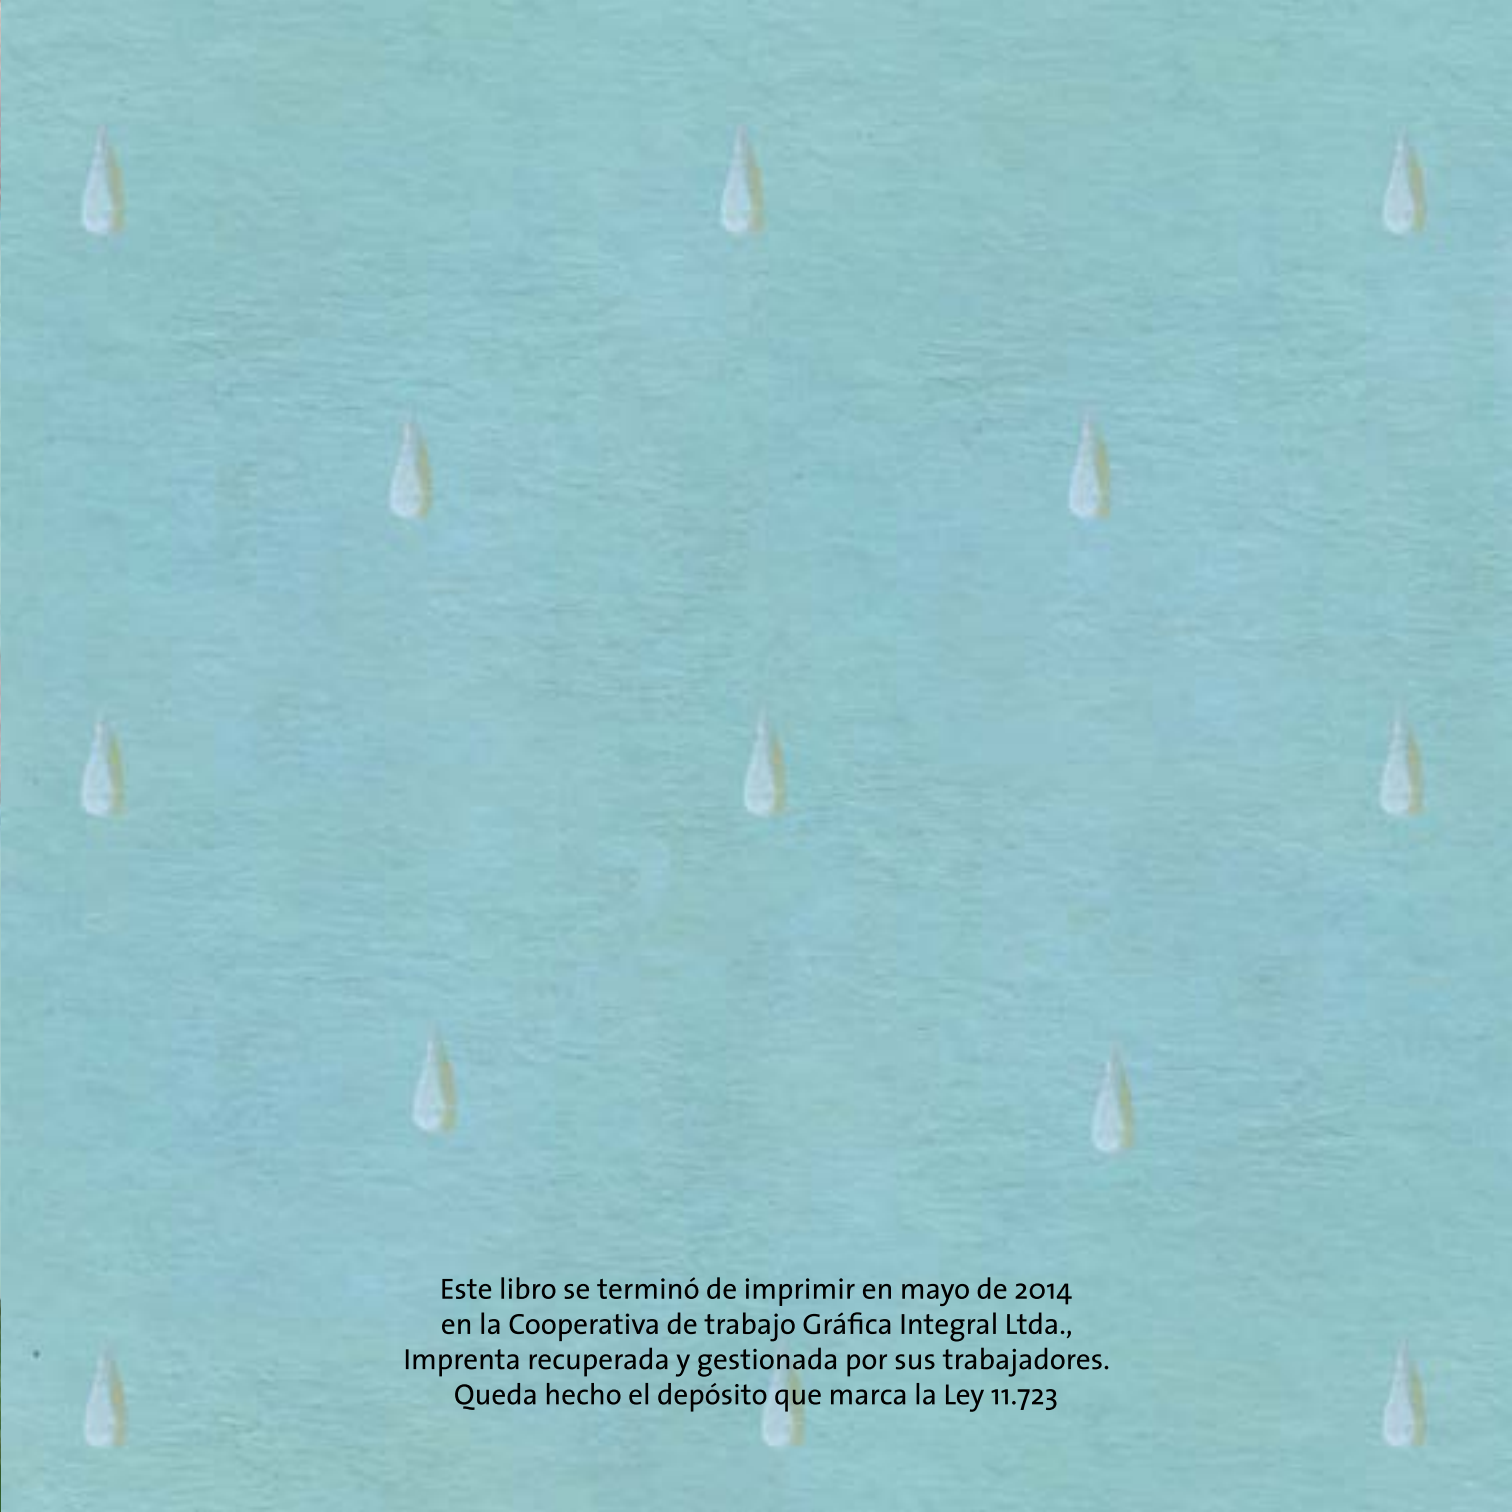 Este libro se terminó de imprimir en mayo de 2014
en la Cooperativa de trabajo Gráfica Integral Ltda.,
Imprenta recuperada y gestionada por sus trabajadores.
Queda hecho el depósito que marca la Ley 11.723